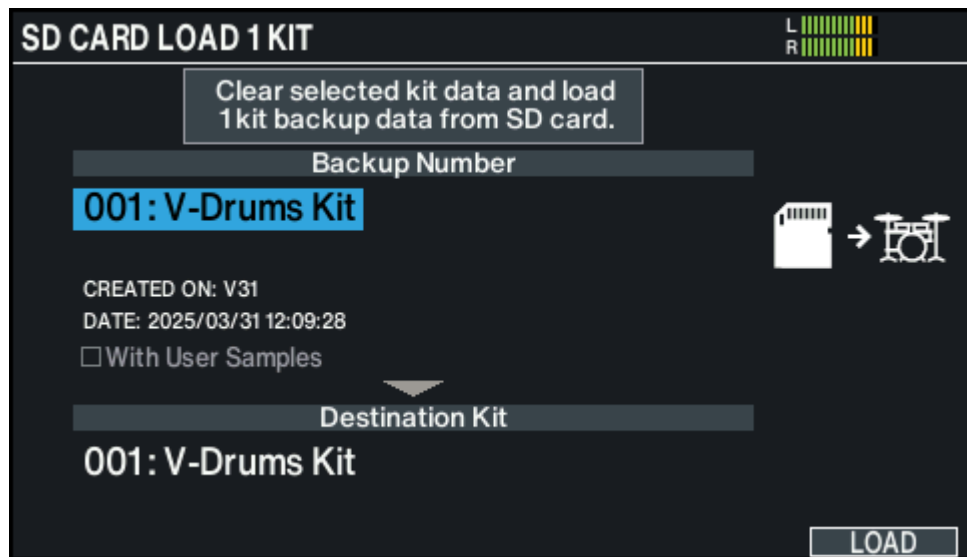 SD CARD LOAD 1 KIT
L
R
Clear selected kit data and load
1kit backup data from SD card.
Backup Number
001: V-Drums Kit
CREATED ON: V31
DATE: 2025/03/31 12:09:28
With User Samples
Destination Kit
001: V-Drums Kit
LOAD